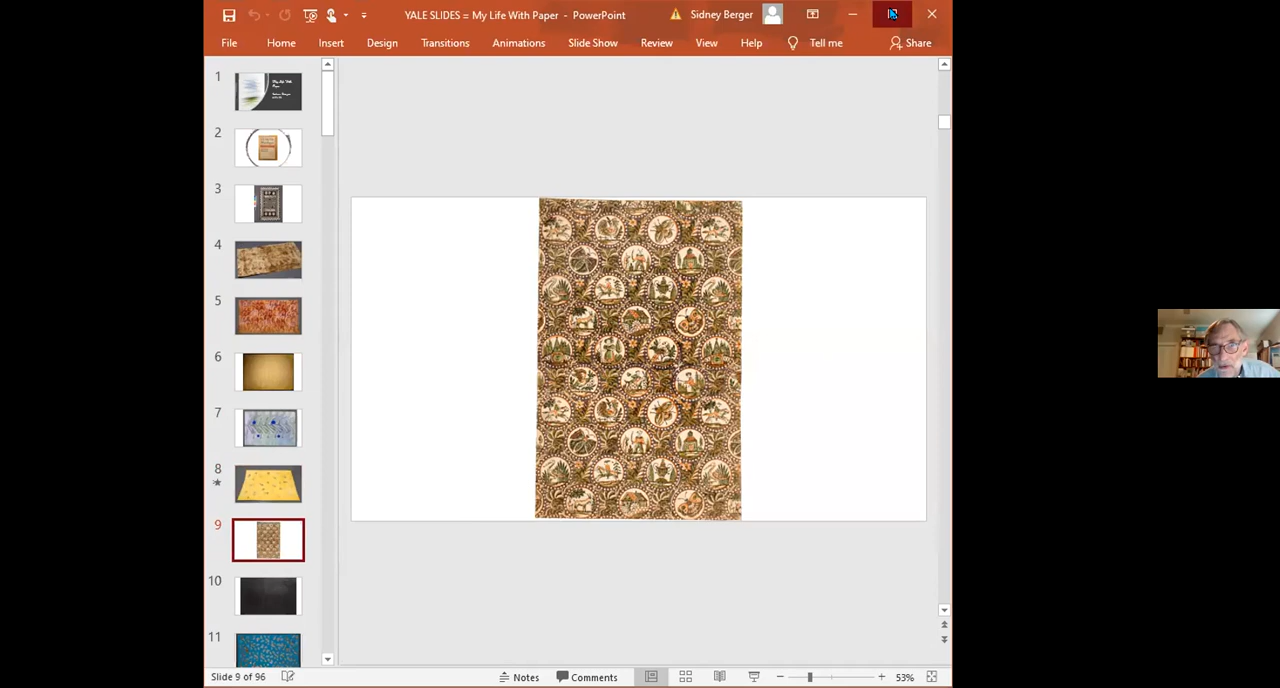 YALE SLIDES = My Life With Paper - PowerPoint
Sidney Berger
File Home Insert Design Transitions Animations Slide Show Review View Help Tell me Share
1
2
3
4
5
6
7
8
9
10
11
Slide 9 of 96
Notes
Comments
53%